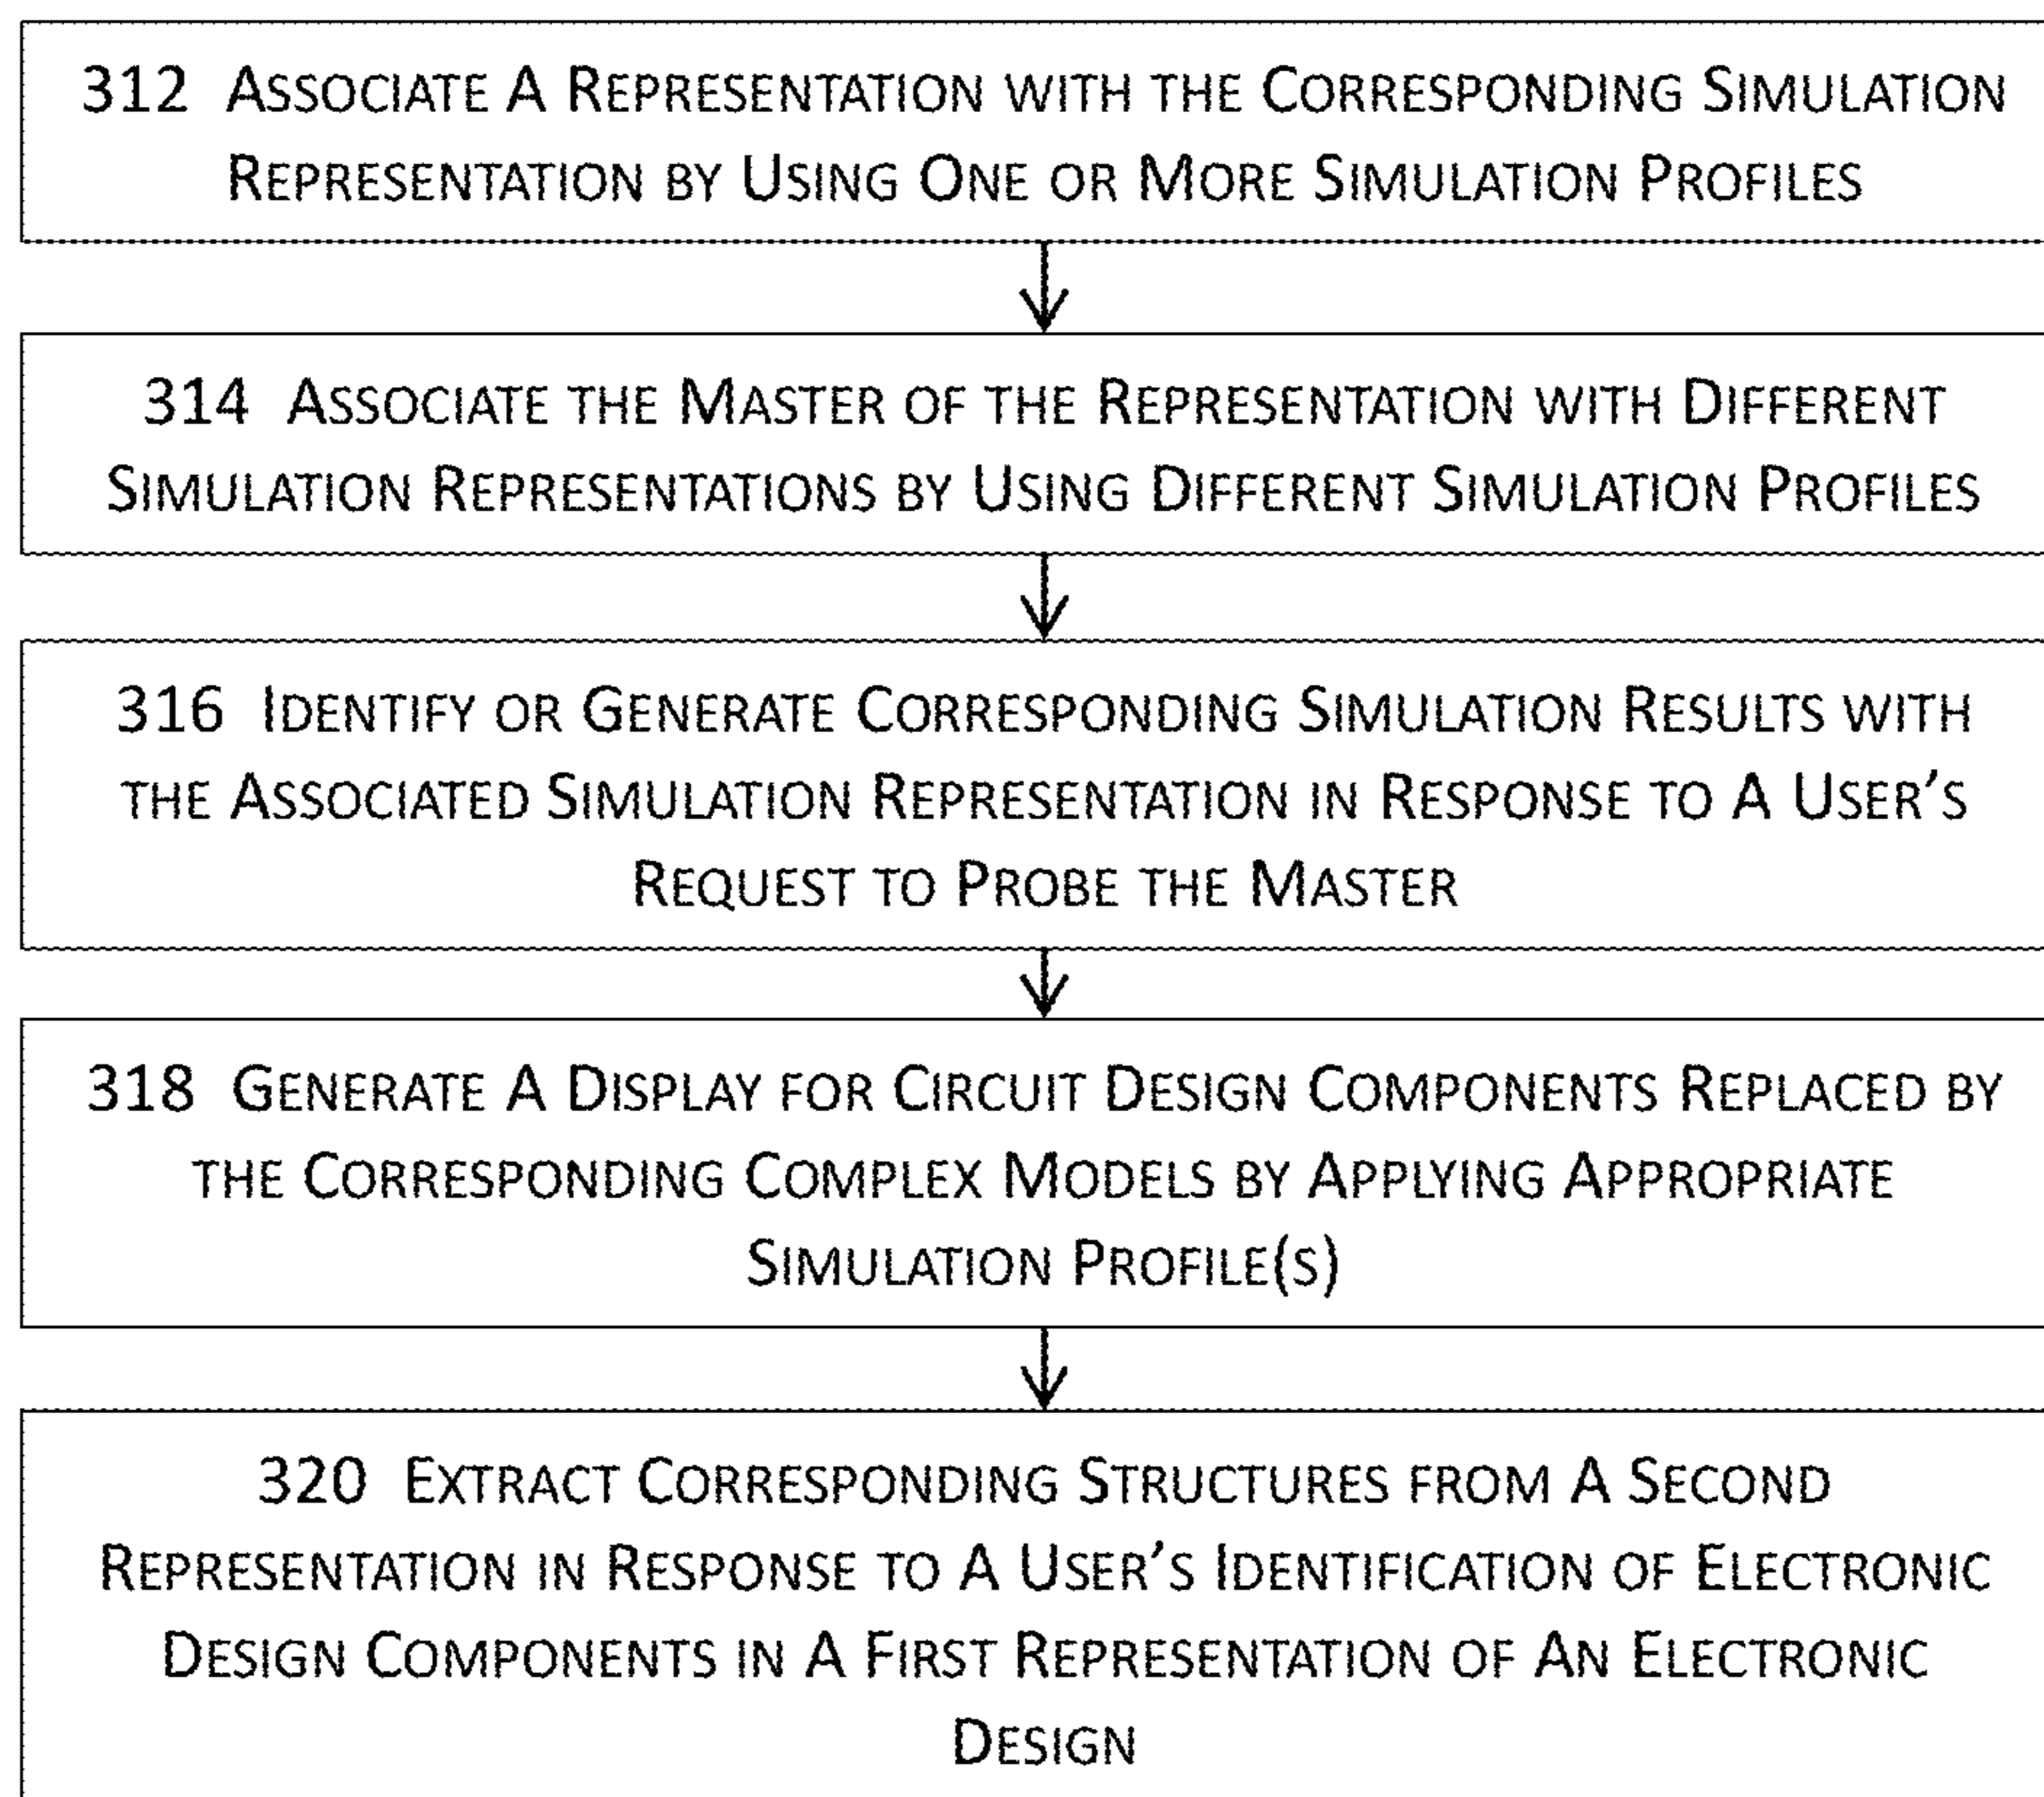 312 Associate A Representation with the Corresponding Simulation
Representation by Using One or More Simulation Profiles
314 Associate the Master of the Representation with Different
Simulation Representations by Using Different Simulation Profiles
316 Identify or Generate Corresponding Simulation Results with
the Associated Simulation Representation in Response to A User's
Request to Probe the Master
318 Generate A Display for Circuit Design Components Replaced by
the Corresponding Complex Models by Applying Appropriate
Simulation Profile(s)
320 Extract Corresponding Structures from A Second
Representation in Response to A User's Identification of Electronic
Design Components in A First Representation of An Electronic
Design